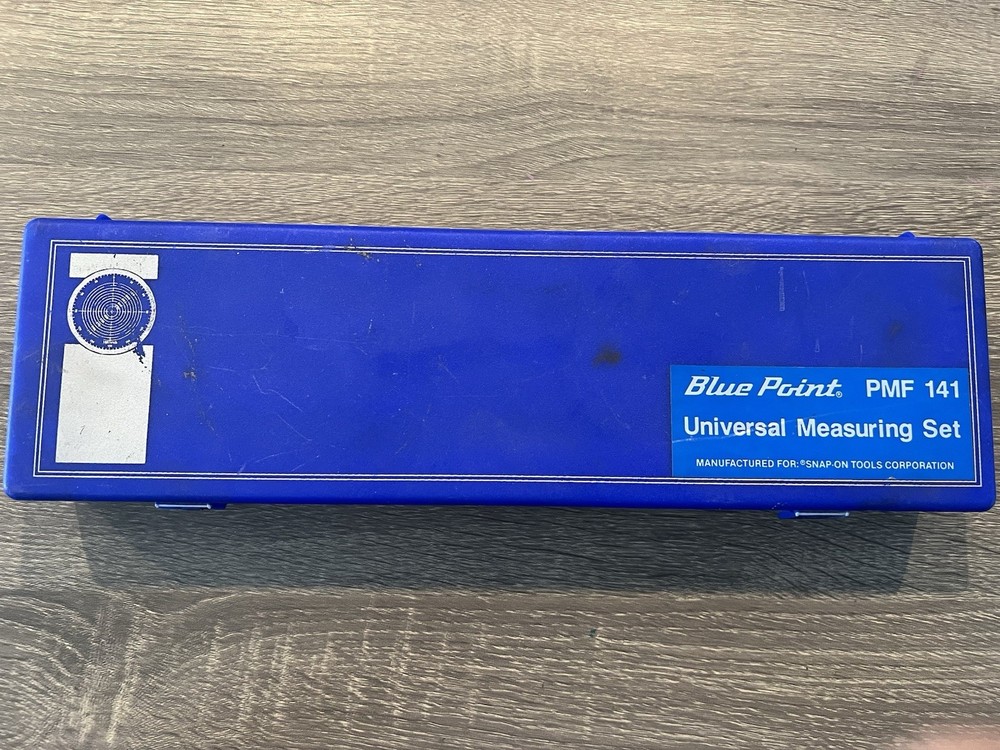 Blue Point® PMF 141
Universal Measuring Set
MANUFACTURED FOR: ®SNAP-ON TOOLS CORPORATION